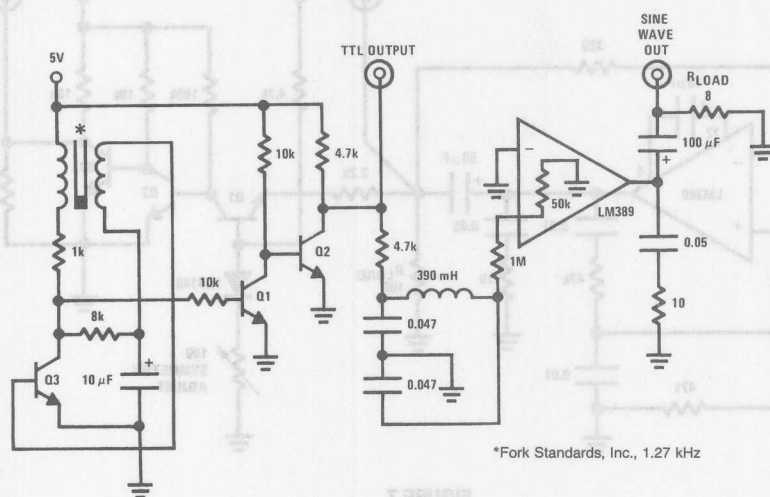 5V
*
1k
8k
Q3
10 μF
+
10k
Q1
10k
4.7k
Q2
TTL OUTPUT
4.7k
390 mH
0.047
0.047
1M
50k
−
LM389
SINE
WAVE
OUT
RLOAD
8
100 μF
+
0.05
10
*Fork Standards, Inc., 1.27 kHz